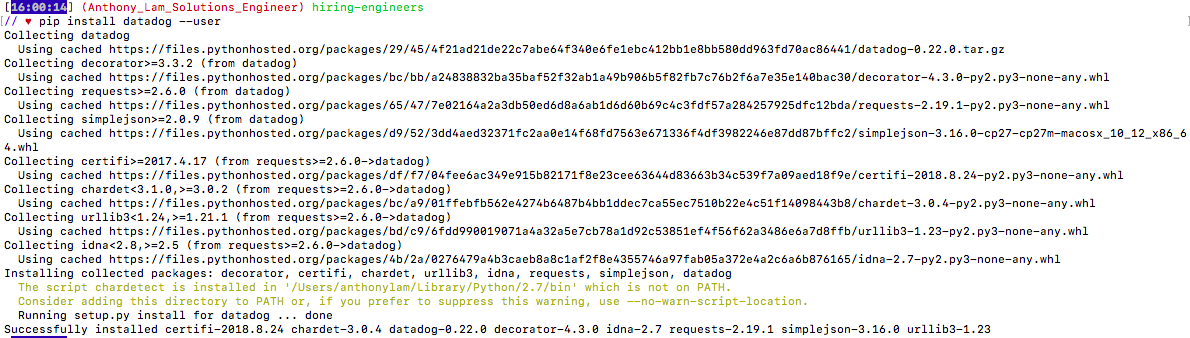 [16:00:14] (Anthony_Lam_Solutions_Engineer) hiring-engineers
[// ♥ pip install datadog --user ]
Collecting datadog
  Using cached https://files.pythonhosted.org/packages/29/45/4f21ad21de22c7abe64f340e6fe1ebc412bb1e8bb580dd963fd70ac86441/datadog-0.22.0.tar.gz
Collecting decorator>=3.3.2 (from datadog)
  Using cached https://files.pythonhosted.org/packages/bc/bb/a24838832ba35baf52f32ab1a49b906b5f82fb7c76b2f6a7e35e140bac30/decorator-4.3.0-py2.py3-none-any.whl
Collecting requests>=2.6.0 (from datadog)
  Using cached https://files.pythonhosted.org/packages/65/47/7e02164a2a3db50ed6d8a6ab1d6d60b69c4c3fdf57a284257925dfc12bda/requests-2.19.1-py2.py3-none-any.whl
Collecting simplejson>=2.0.9 (from datadog)
  Using cached https://files.pythonhosted.org/packages/d9/52/3dd4aed32371fc2aa0e14f68fd7563e671336f4df3982246e87dd87bffc2/simplejson-3.16.0-cp27-cp27m-macosx_10_12_x86_6
4.whl
Collecting certifi>=2017.4.17 (from requests>=2.6.0->datadog)
  Using cached https://files.pythonhosted.org/packages/df/f7/04fee6ac349e915b82171f8e23cee63644d83663b34c539f7a09aed18f9e/certifi-2018.8.24-py2.py3-none-any.whl
Collecting chardet<3.1.0,>=3.0.2 (from requests>=2.6.0->datadog)
  Using cached https://files.pythonhosted.org/packages/bc/a9/01ffebfb562e4274b6487b4bb1ddec7ca55ec7510b22e4c51f14098443b8/chardet-3.0.4-py2.py3-none-any.whl
Collecting urllib3<1.24,>=1.21.1 (from requests>=2.6.0->datadog)
  Using cached https://files.pythonhosted.org/packages/bd/c9/6fdd990019071a4a32a5e7cb78a1d92c53851ef4f56f62a3486e6a7d8ffb/urllib3-1.23-py2.py3-none-any.whl
Collecting idna<2.8,>=2.5 (from requests>=2.6.0->datadog)
  Using cached https://files.pythonhosted.org/packages/4b/2a/0276479a4b3caeb8a8c1af2f8e4355746a97fab05a372e4a2c6a6b876165/idna-2.7-py2.py3-none-any.whl
Installing collected packages: decorator, certifi, chardet, urllib3, idna, requests, simplejson, datadog
  The script chardetect is installed in '/Users/anthonylam/Library/Python/2.7/bin' which is not on PATH.
  Consider adding this directory to PATH or, if you prefer to suppress this warning, use --no-warn-script-location.
  Running setup.py install for datadog ... done
Successfully installed certifi-2018.8.24 chardet-3.0.4 datadog-0.22.0 decorator-4.3.0 idna-2.7 requests-2.19.1 simplejson-3.16.0 urllib3-1.23